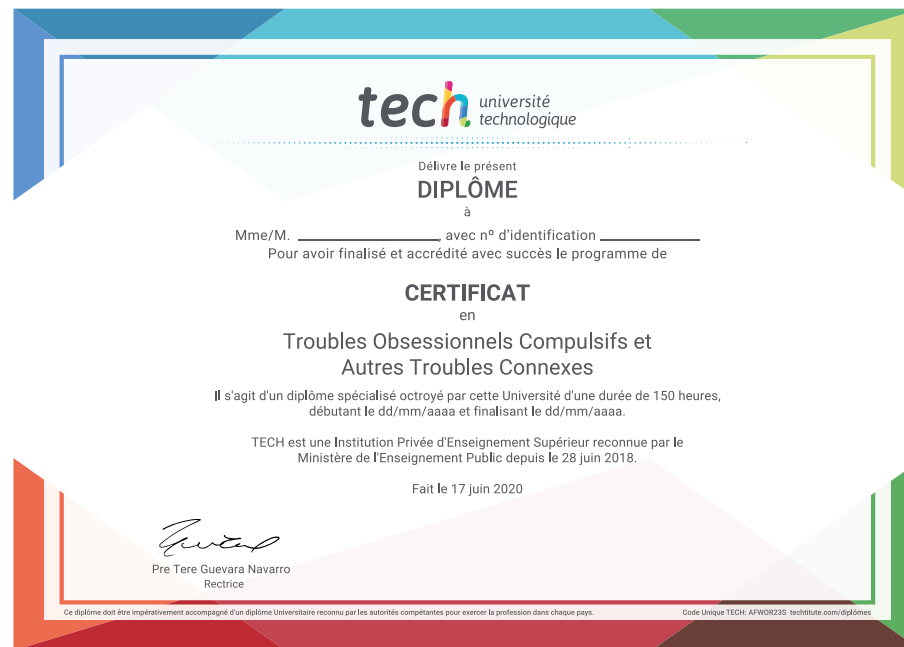 tech université
technologique
Délivre le présent
DIPLÔME
à
Mme/M. ____________________, avec nº d'identification ______________
Pour avoir finalisé et accrédité avec succès le programme de
CERTIFICAT
en
Troubles Obsessionnels Compulsifs et
Autres Troubles Connexes
Il s'agit d'un diplôme spécialisé octroyé par cette Université d'une durée de 150 heures,
débutant le dd/mm/aaaa et finalisant le dd/mm/aaaa.
TECH est une Institution Privée d'Enseignement Supérieur reconnue par le
Ministère de l'Enseignement Public depuis le 28 juin 2018.
Fait le 17 juin 2020
Pre Tere Guevara Navarro
Rectrice
Ce diplôme doit être impérativement accompagné d'un diplôme Universitaire reconnu par les autorités compétantes pour exercer la profession dans chaque pays.
Code Unique TECH: AFWOR23S techtitute.com/diplômes